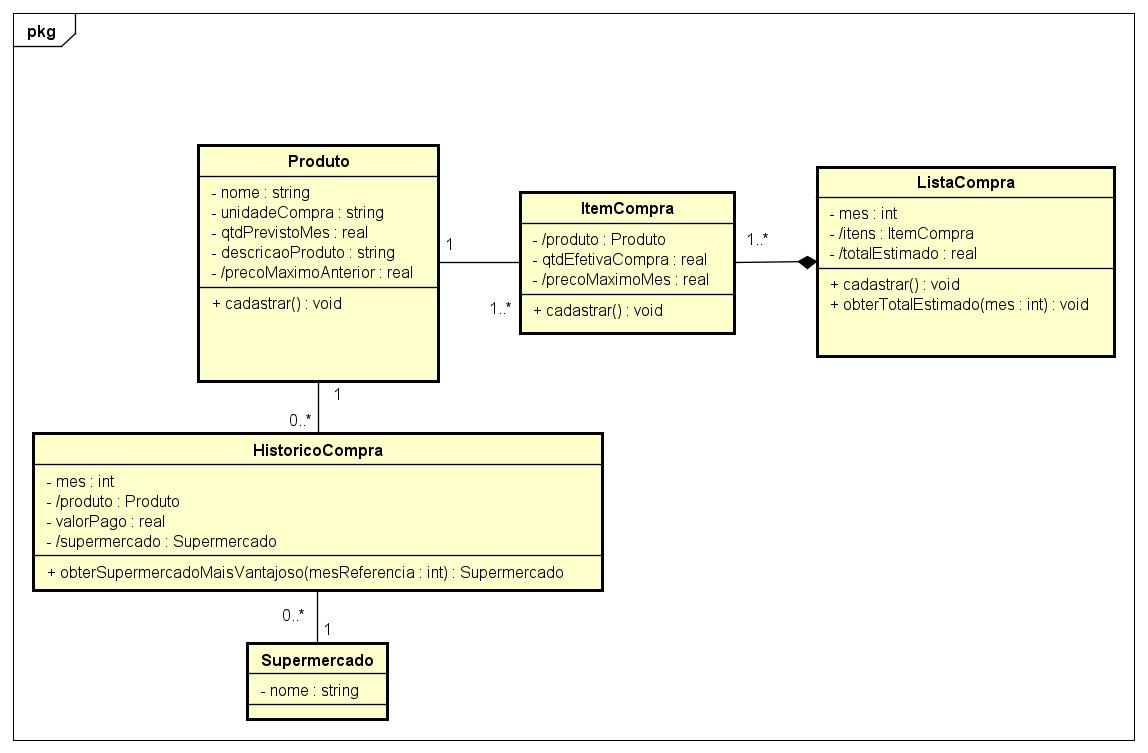 pkg
Produto
- nome : string
- unidadeCompra : string
- qtdPrevistoMes : real
- descricaoProduto : string
- /precoMaximoAnterior : real
+ cadastrar() : void
1
1..*
ItemCompra
- /produto : Produto
- qtdEfetivaCompra : real
- /precoMaximoMes : real
+ cadastrar() : void
1..*
ListaCompra
- mes : int
- /itens : ItemCompra
- /totalEstimado : real
+ cadastrar() : void
+ obterTotalEstimado(mes : int) : void
1
0..*
HistoricoCompra
- mes : int
- /produto : Produto
- valorPago : real
- /supermercado : Supermercado
+ obterSupermercadoMaisVantajoso(mesReferencia : int) : Supermercado
0..*
1
Supermercado
- nome : string